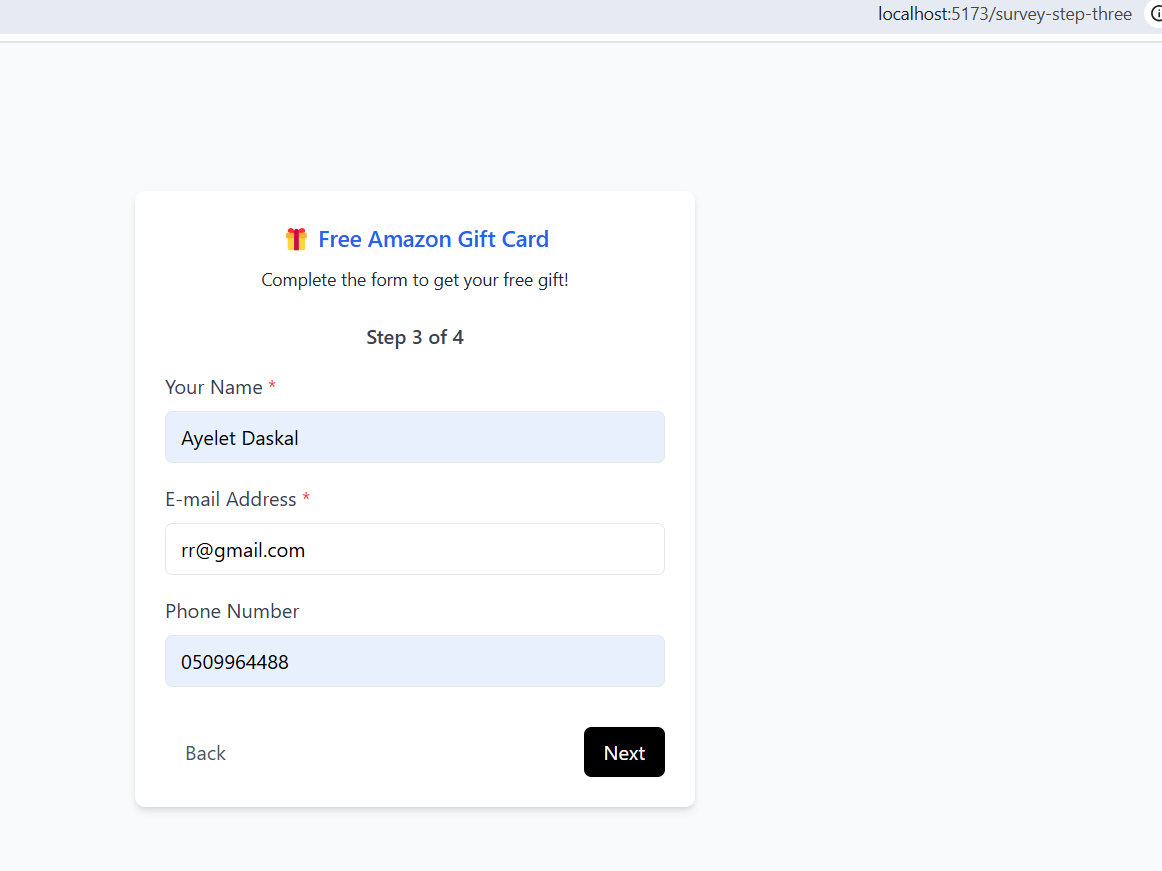 localhost:5173/survey-step-three
🎁 Free Amazon Gift Card
Complete the form to get your free gift!
Step 3 of 4
Your Name *
Ayelet Daskal
E-mail Address *
rr@gmail.com
Phone Number
0509964488
Back
Next